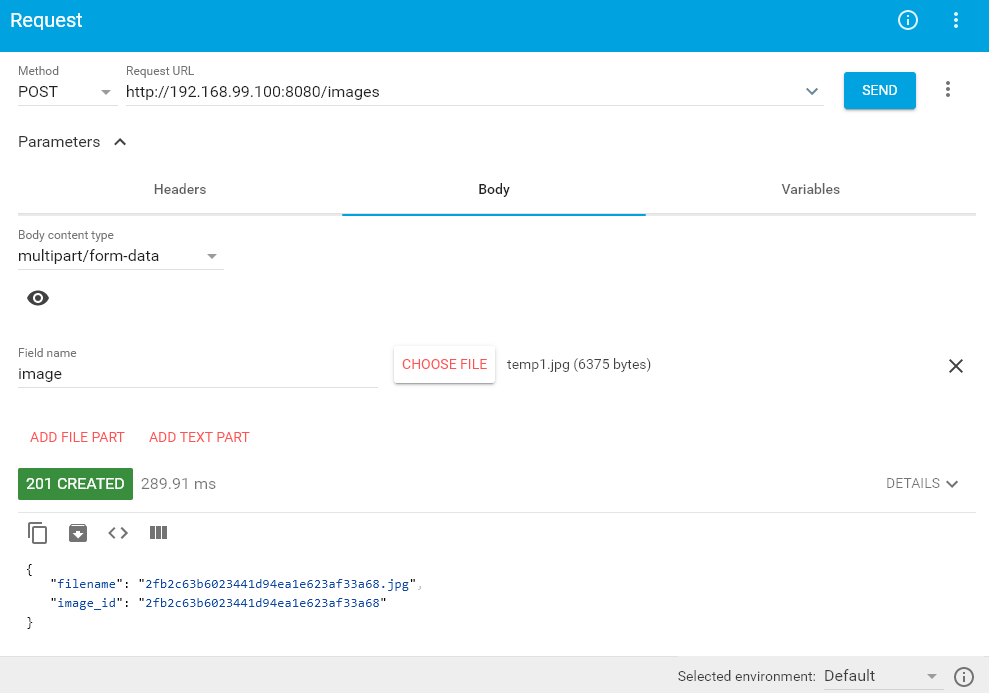 Request
Method
Request URL
POST
http://192.168.99.100:8080/images
SEND
Parameters
Headers
Body
Variables
Body content type
multipart/form-data
Field name
image
CHOOSE FILE
temp1.jpg (6375 bytes)
ADD FILE PART
ADD TEXT PART
201 CREATED
289.91 ms
DETAILS
{
"filename": "2fb2c63b6023441d94ea1e623af33a68.jpg",
"image_id": "2fb2c63b6023441d94ea1e623af33a68"
}
Selected environment:
Default